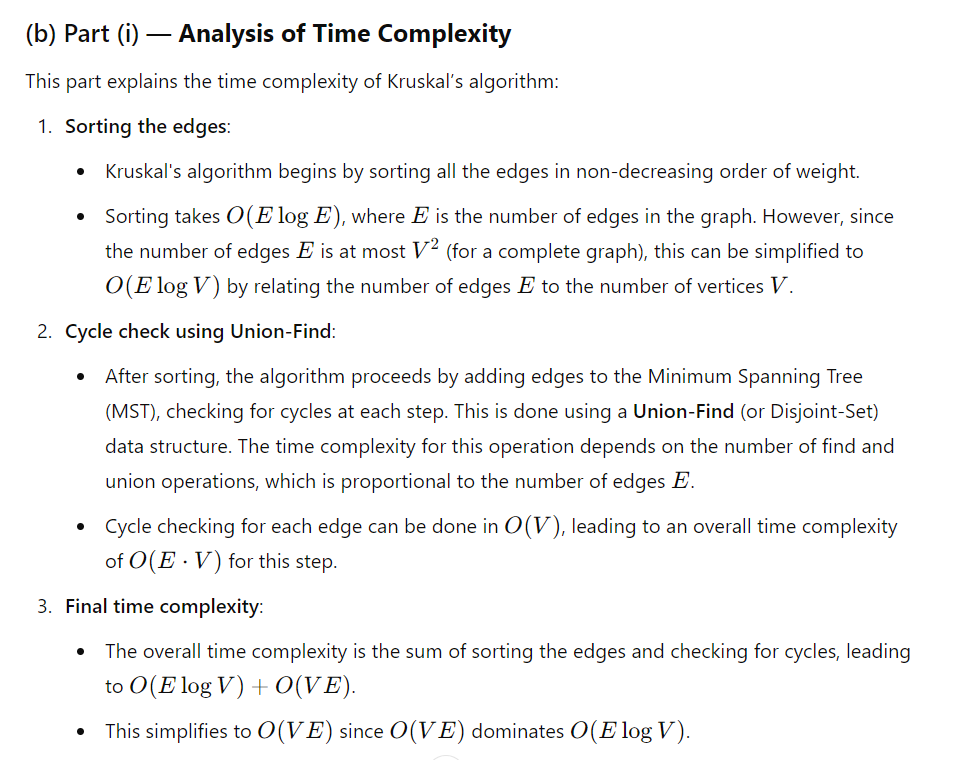 (b) Part (i) — Analysis of Time Complexity
This part explains the time complexity of Kruskal’s algorithm:
1. Sorting the edges:
• Kruskal's algorithm begins by sorting all the edges in non-decreasing order of weight.
• Sorting takes O(E log E), where E is the number of edges in the graph. However, since
the number of edges E is at most V² (for a complete graph), this can be simplified to
O(E log V) by relating the number of edges E to the number of vertices V.
2. Cycle check using Union-Find:
• After sorting, the algorithm proceeds by adding edges to the Minimum Spanning Tree
(MST), checking for cycles at each step. This is done using a Union-Find (or Disjoint-Set)
data structure. The time complexity for this operation depends on the number of find and
union operations, which is proportional to the number of edges E.
• Cycle checking for each edge can be done in O(V), leading to an overall time complexity
of O(E · V) for this step.
3. Final time complexity:
• The overall time complexity is the sum of sorting the edges and checking for cycles, leading
to O(E log V) + O(VE).
• This simplifies to O(VE) since O(VE) dominates O(E log V).